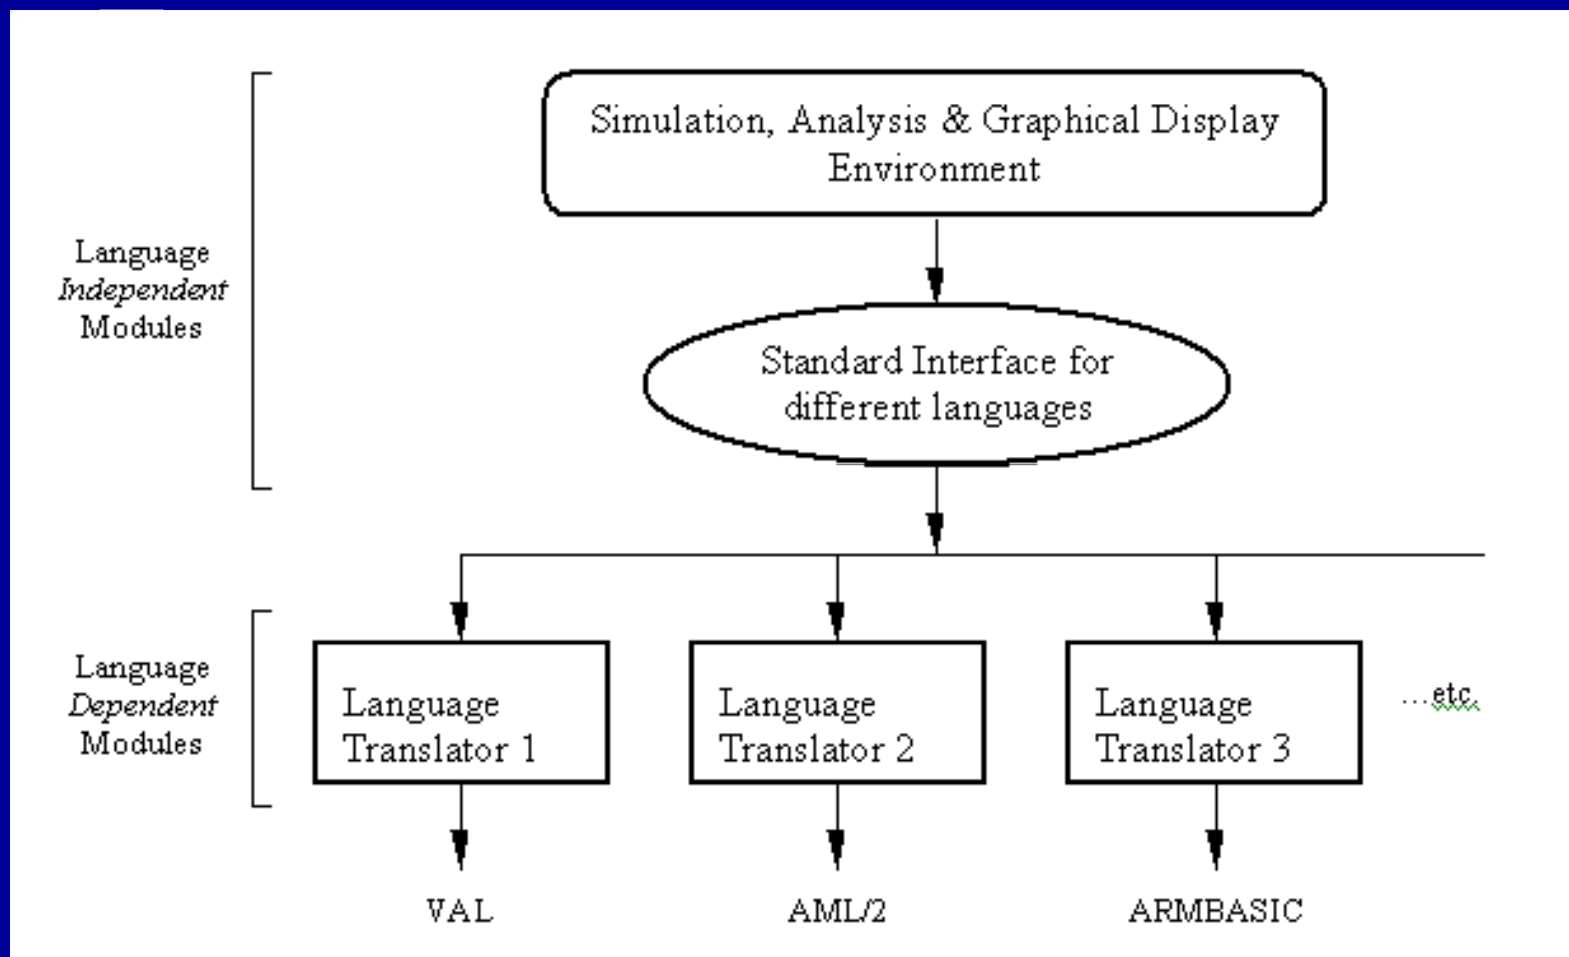 Simulation, Analysis & Graphical Display
Environment
Language
Independent
Modules
Standard Interface for
different languages
Language
Dependent
Modules
Language
Translator 1
Language
Translator 2
Language
Translator 3
...etc.
VAL
AML/2
ARMBASIC